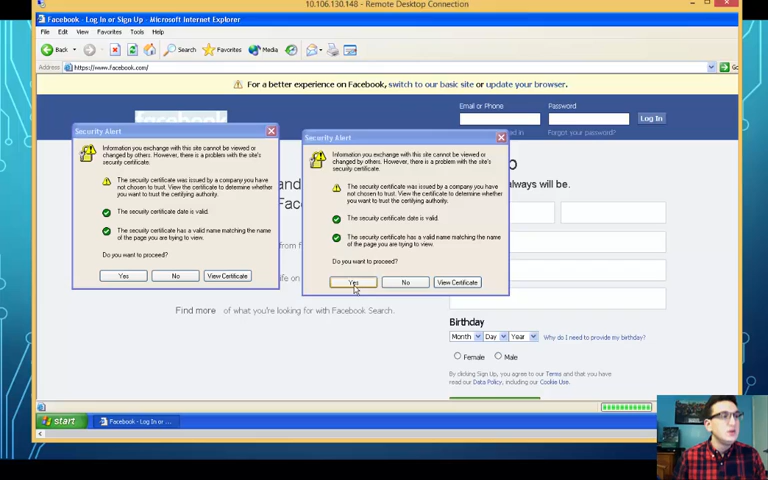 10.106.130.148 - Remote Desktop Connection
Facebook - Log In or Sign Up - Microsoft Internet Explorer
File Edit View Favorites Tools Help
Back Search Favorites Media
Address https://www.facebook.com/ Go
For a better experience on Facebook, switch to our basic site or update your browser.
facebook
Email or Phone Password
Log In
Forgot your password?
Security Alert
Information you exchange with this site cannot be viewed or
changed by others. However, there is a problem with the site's
security certificate.
The security certificate was issued by a company you have
not chosen to trust. View the certificate to determine whether
you want to trust the certifying authority.
The security certificate date is valid.
The security certificate has a valid name matching the
name of the page you are trying to view.
Do you want to proceed?
Yes No View Certificate
Security Alert
Information you exchange with this site cannot be viewed or
changed by others. However, there is a problem with the site's
security certificate.
The security certificate was issued by a company you have
not chosen to trust. View the certificate to determine whether
you want to trust the certifying authority.
The security certificate date is valid.
The security certificate has a valid name matching the name
of the page you are trying to view.
Do you want to proceed?
Yes No View Certificate
always will be.
Find more of what you're looking for with Facebook Search.
Birthday
Month Day Year Why do I need to provide my birthday?
Female Male
By clicking Sign Up, you agree to our Terms and that you have
read our Data Policy, including our Cookie Use.
start Facebook - Log In or ...